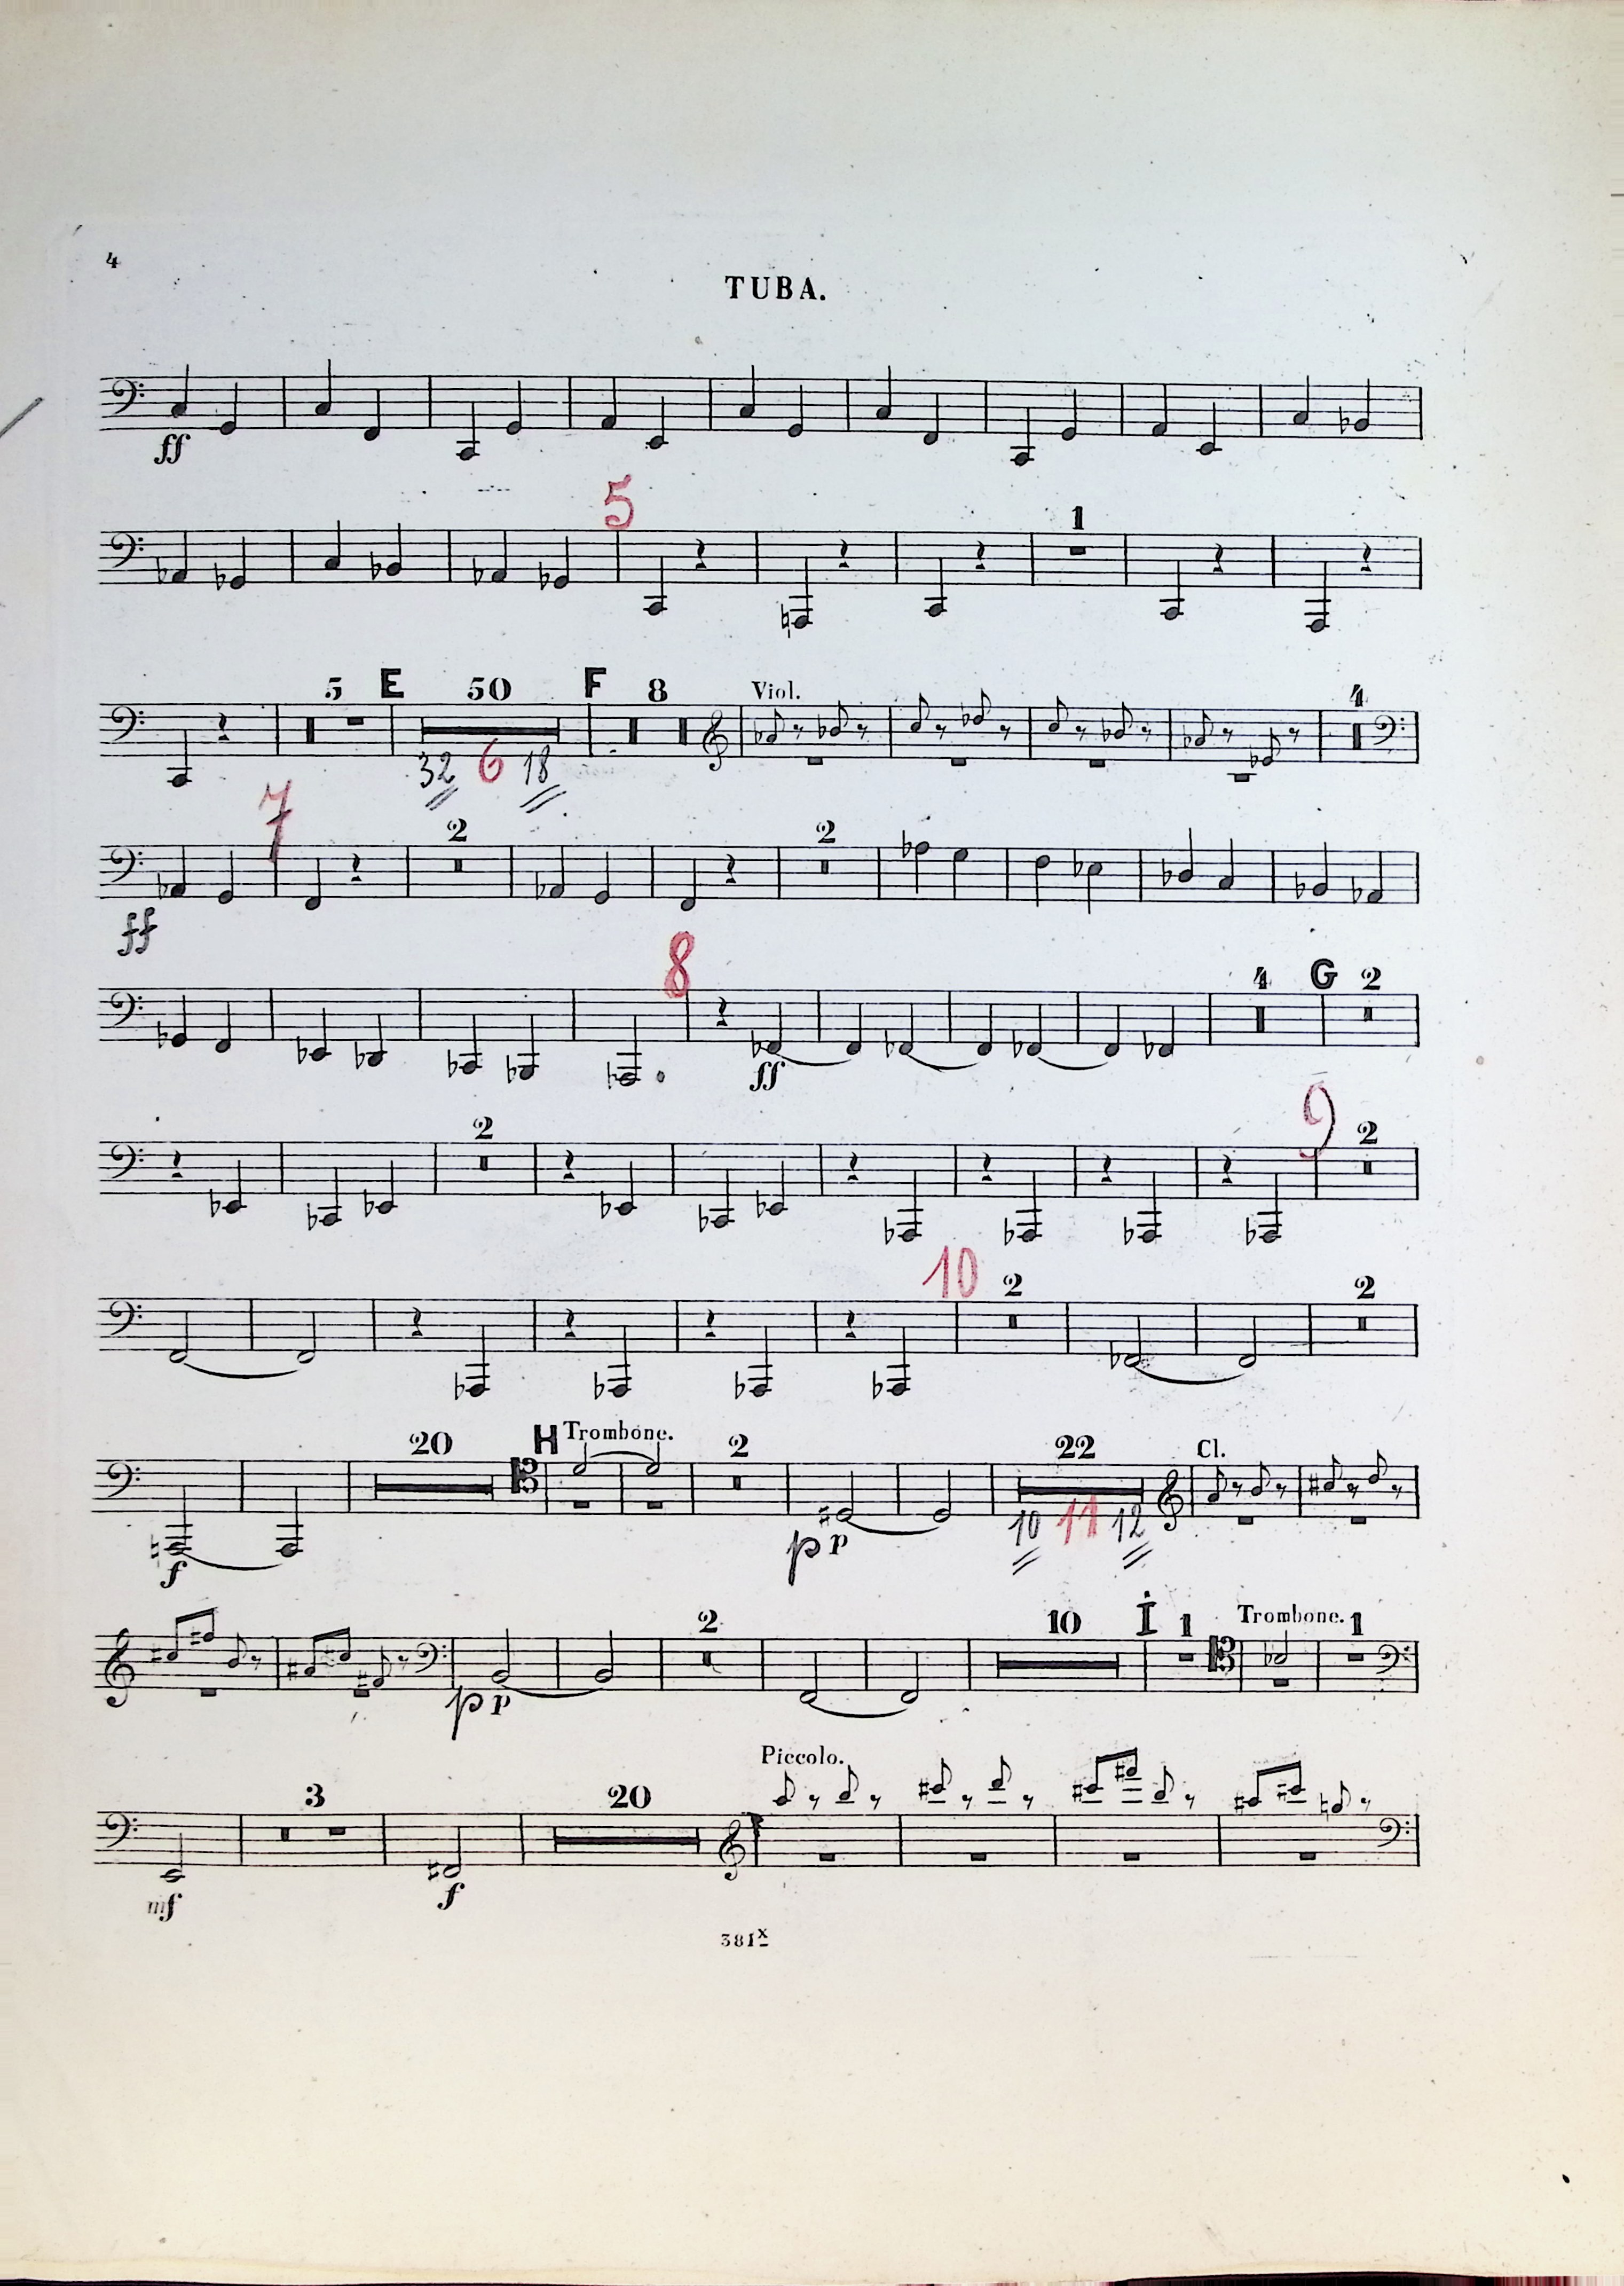 4
TUBA.
ff
5
1
5 E 50 F 8 Viol. 4
32 6 18
7 2 2
ff
8 4 G 2
ff
2 9 2
10 2 2
20 H Trombone. 2 22 Cl.
10 11 12
f pp
2 10 I 1 Trombone. 1
pp
3 20 Piccolo.
mf f
381x